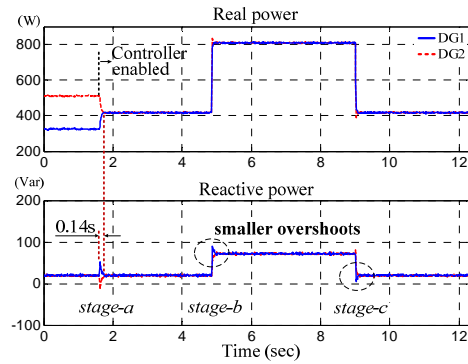 Real power
(W)
800
600
400
200
Controller
enabled
DG1
DG2
0 2 4 6 8 10 12
Reactive power
(Var)
200
100
0
-100
0.14s
smaller overshoots
stage-a stage-b stage-c
0 2 4 6 8 10 12
Time (sec)